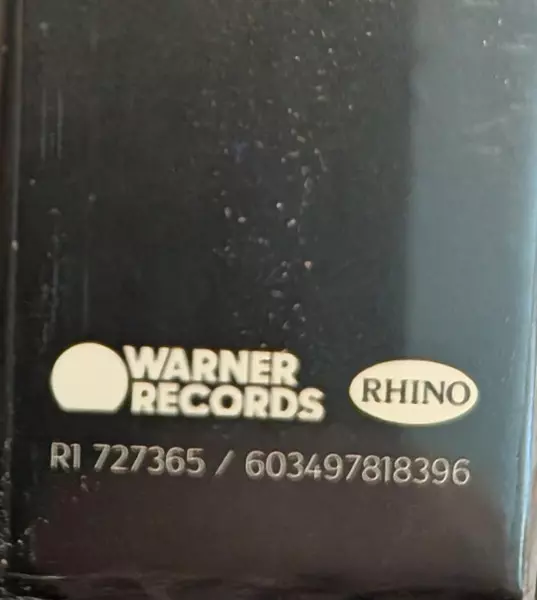 WARNER
RECORDS
RHINO
R1 727365 / 603497818396